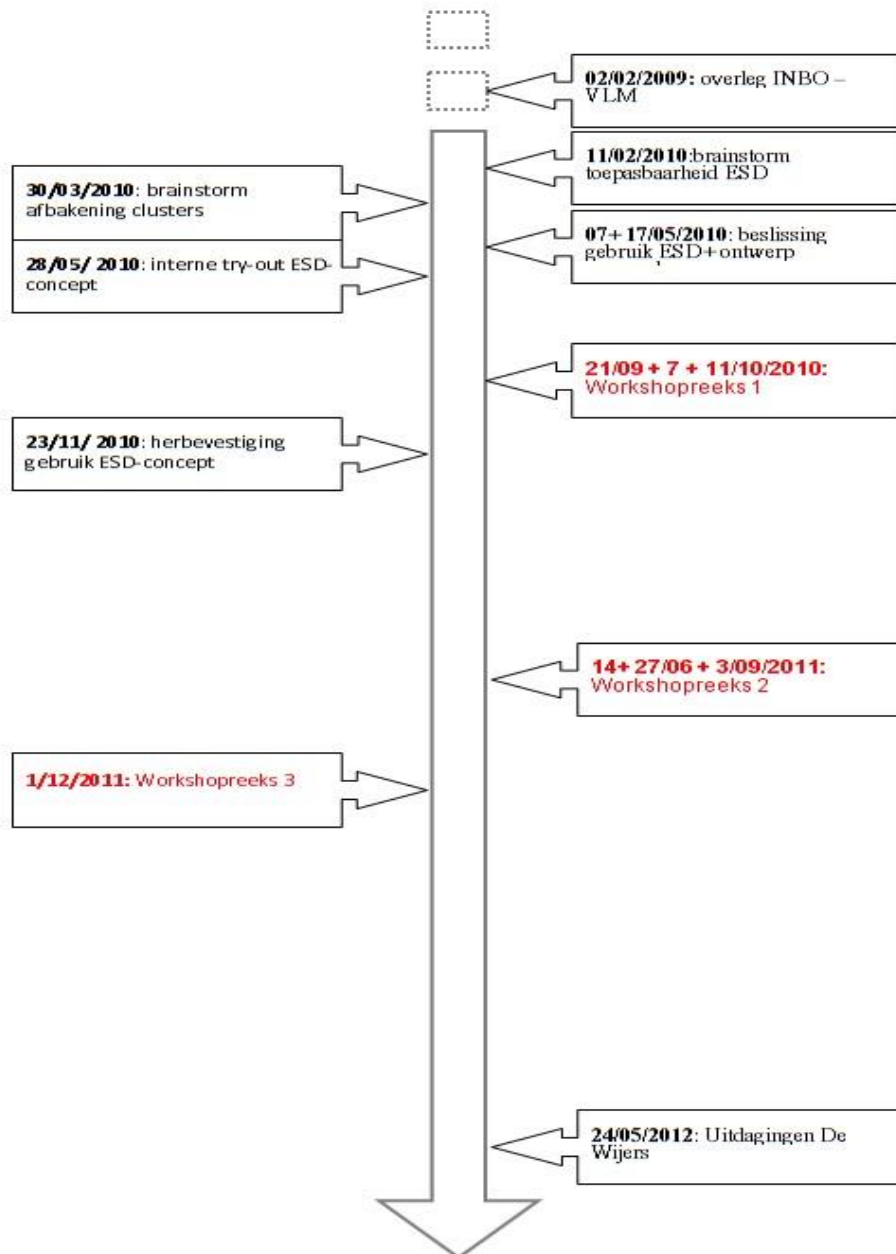 02/02/2009: overleg INBO –
VLM
11/02/2010:brainstorm
toepasbaarheid ESD
30/03/2010: brainstorm
afbakening clusters
07+ 17/05/2010: beslissing
gebruik ESD+ontwerp
28/05/ 2010: interne try-out ESD-
concept
21/09 + 7 + 11/10/2010:
Workshopreeks 1
23/11/ 2010: herbevestiging
gebruik ESD-concept
14+ 27/06 + 3/09/2011:
Workshopreeks 2
1/12/2011: Workshopreeks 3
24/05/2012: Uitdagingen De
Wijers